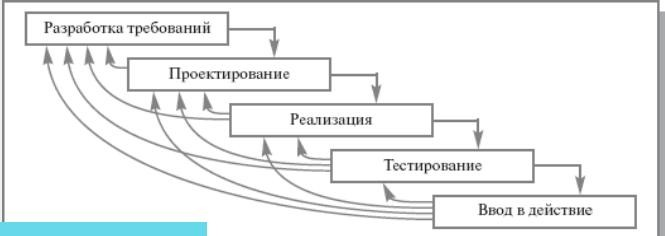 Разработка требований
Проектирование
Реализация
Тестирование
Ввод в действие